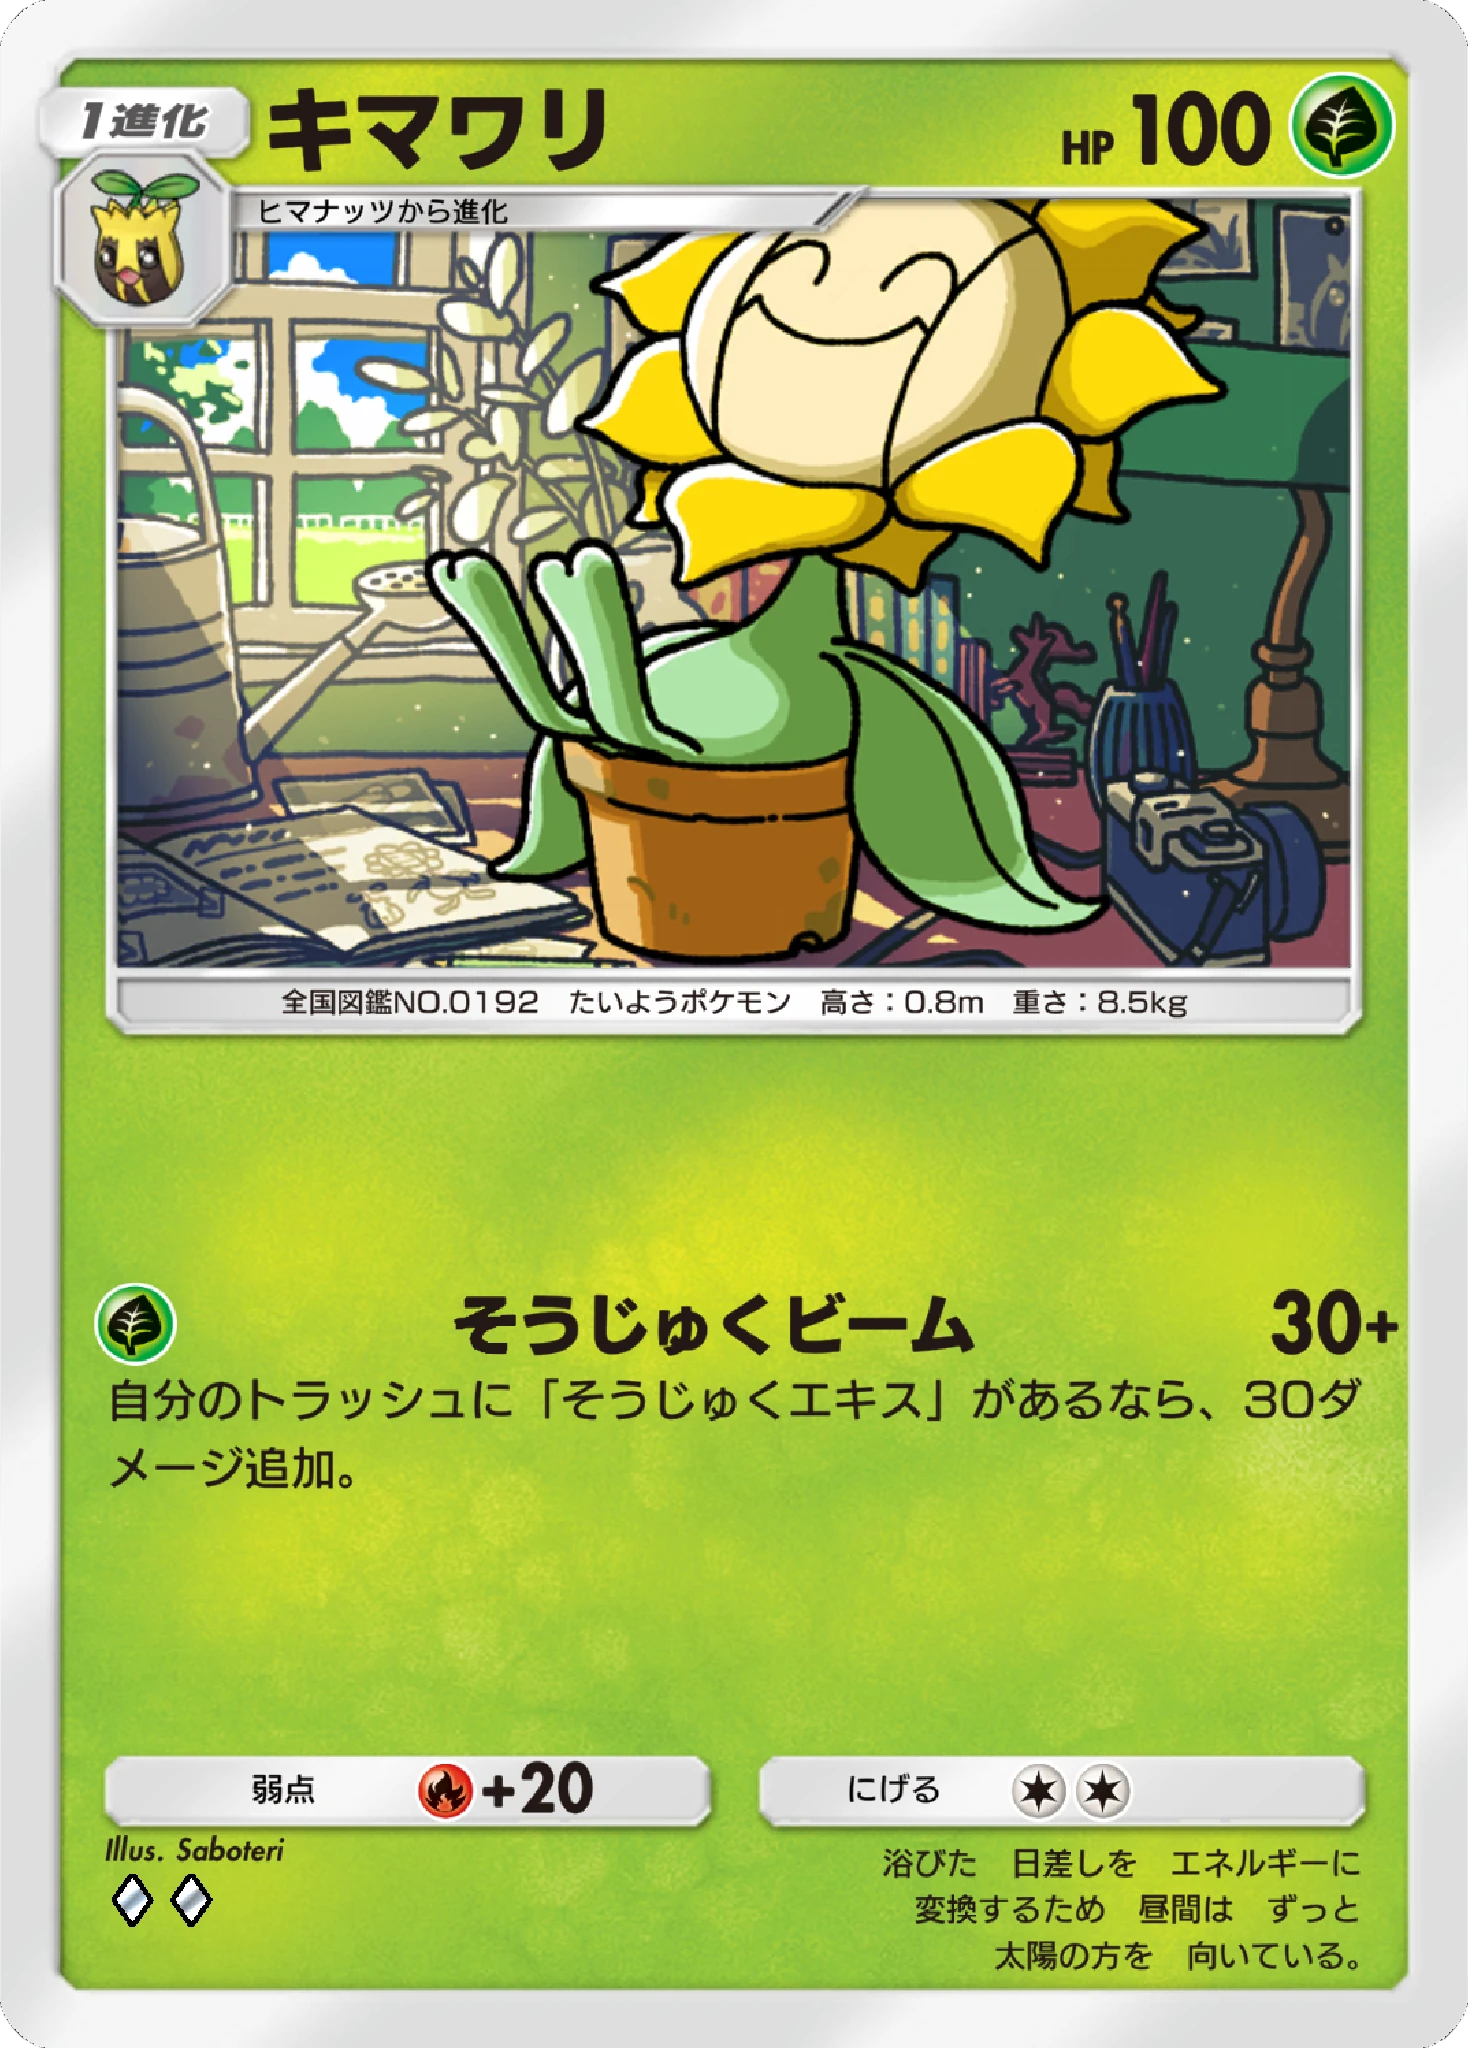 1進化
キマワリ
HP 100
ヒマナッツから進化
全国図鑑NO.0192　たいようポケモン　高さ：0.8m　重さ：8.5kg
そうじゅくビーム 30+
自分のトラッシュに「そうじゅくエキス」があるなら、30ダ
メージ追加。
弱点 +20
にげる
Illus. Saboteri
浴びた　日差しを　エネルギーに
変換するため　昼間は　ずっと
太陽の方を　向いている。